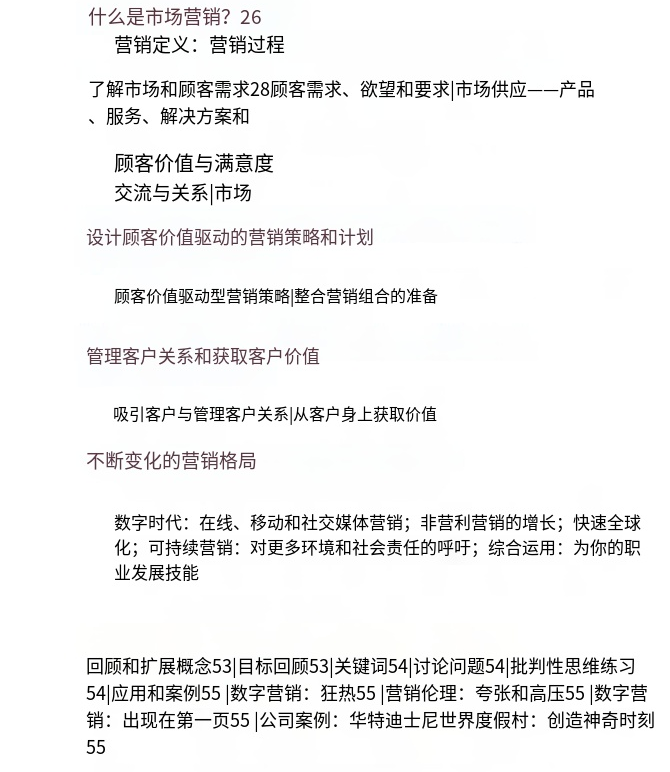 什么是市场营销？26
营销定义：营销过程
了解市场和顾客需求28顾客需求、欲望和要求|市场供应——产品
、服务、解决方案和
顾客价值与满意度
交流与关系|市场
设计顾客价值驱动的营销策略和计划
顾客价值驱动型营销策略|整合营销组合的准备
管理客户关系和获取客户价值
吸引客户与管理客户关系|从客户身上获取价值
不断变化的营销格局
数字时代：在线、移动和社交媒体营销；非营利营销的增长；快速全球
化；可持续营销：对更多环境和社会责任的呼吁；综合运用：为你的职
业发展技能
回顾和扩展概念53|目标回顾53|关键词54|讨论问题54|批判性思维练习
54|应用和案例55 |数字营销：狂热55 |营销伦理：夸张和高压55 |数字营
销：出现在第一页55 |公司案例：华特迪士尼世界度假村：创造神奇时刻
55